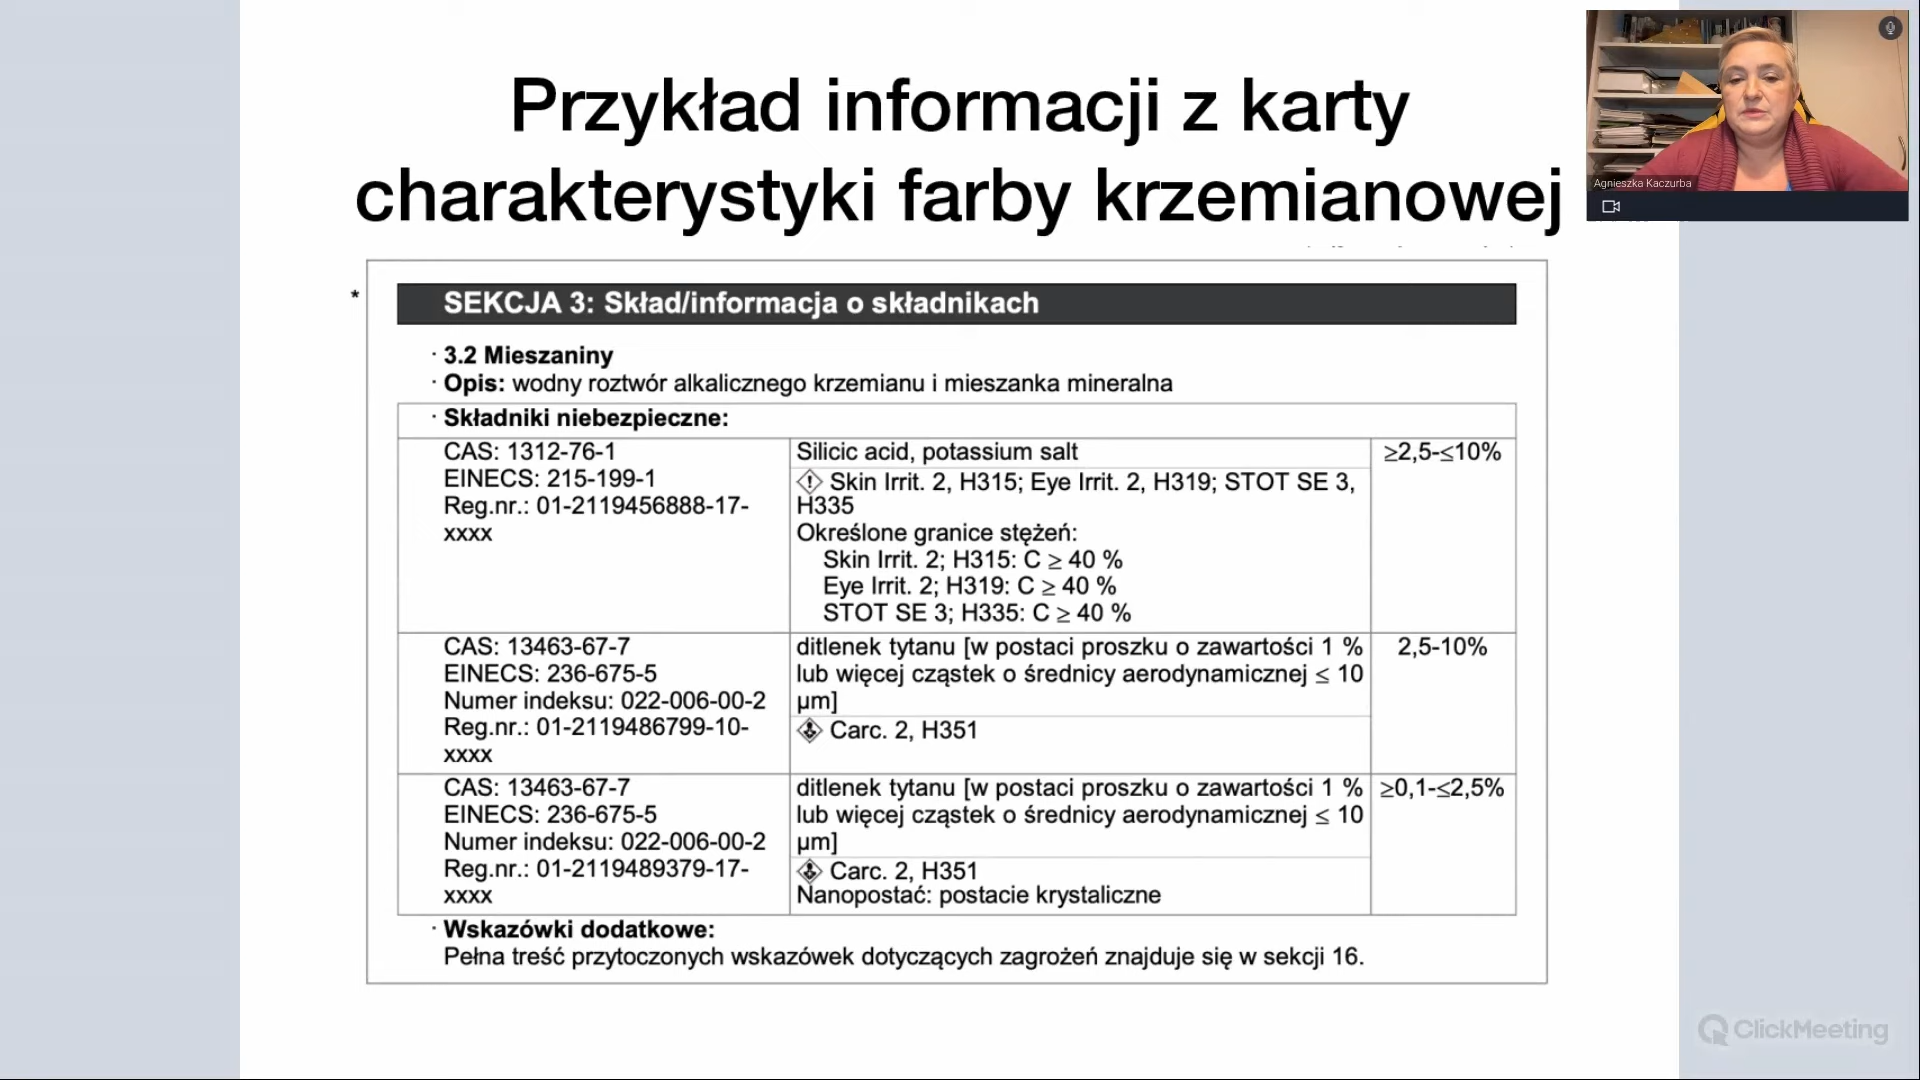 Przykład informacji z karty
charakterystyki farby krzemianowej
Agnieszka Kaczurba
*
SEKCJA 3: Skład/informacja o składnikach
· 3.2 Mieszaniny
· Opis: wodny roztwór alkalicznego krzemianu i mieszanka mineralna
· Składniki niebezpieczne:
CAS: 1312-76-1
EINECS: 215-199-1
Reg.nr.: 01-2119456888-17-
xxxx
Silicic acid, potassium salt
Skin Irrit. 2, H315; Eye Irrit. 2, H319; STOT SE 3,
H335
Określone granice stężeń:
Skin Irrit. 2; H315: C ≥ 40 %
Eye Irrit. 2; H319: C ≥ 40 %
STOT SE 3; H335: C ≥ 40 %
≥2,5-≤10%
CAS: 13463-67-7
EINECS: 236-675-5
Numer indeksu: 022-006-00-2
Reg.nr.: 01-2119486799-10-
xxxx
ditlenek tytanu [w postaci proszku o zawartości 1 %
lub więcej cząstek o średnicy aerodynamicznej ≤ 10
µm]
Carc. 2, H351
2,5-10%
CAS: 13463-67-7
EINECS: 236-675-5
Numer indeksu: 022-006-00-2
Reg.nr.: 01-2119489379-17-
xxxx
ditlenek tytanu [w postaci proszku o zawartości 1 %
lub więcej cząstek o średnicy aerodynamicznej ≤ 10
µm]
Carc. 2, H351
Nanopostać: postacie krystaliczne
≥0,1-≤2,5%
· Wskazówki dodatkowe:
Pełna treść przytoczonych wskazówek dotyczących zagrożeń znajduje się w sekcji 16.
ClickMeeting